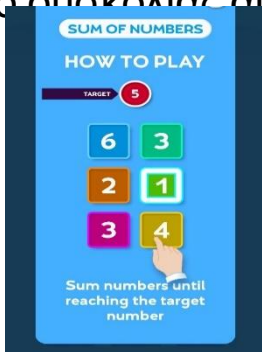 SUM OF NUMBERS
HOW TO PLAY
TARGET 5
6 3
2 1
3 4
Sum numbers until
reaching the target
number